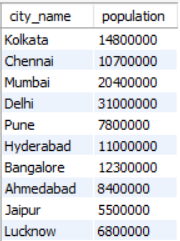 city_name population
Kolkata 14800000
Chennai 10700000
Mumbai 20400000
Delhi 31000000
Pune 7800000
Hyderabad 11000000
Bangalore 12300000
Ahmedabad 8400000
Jaipur 5500000
Lucknow 6800000